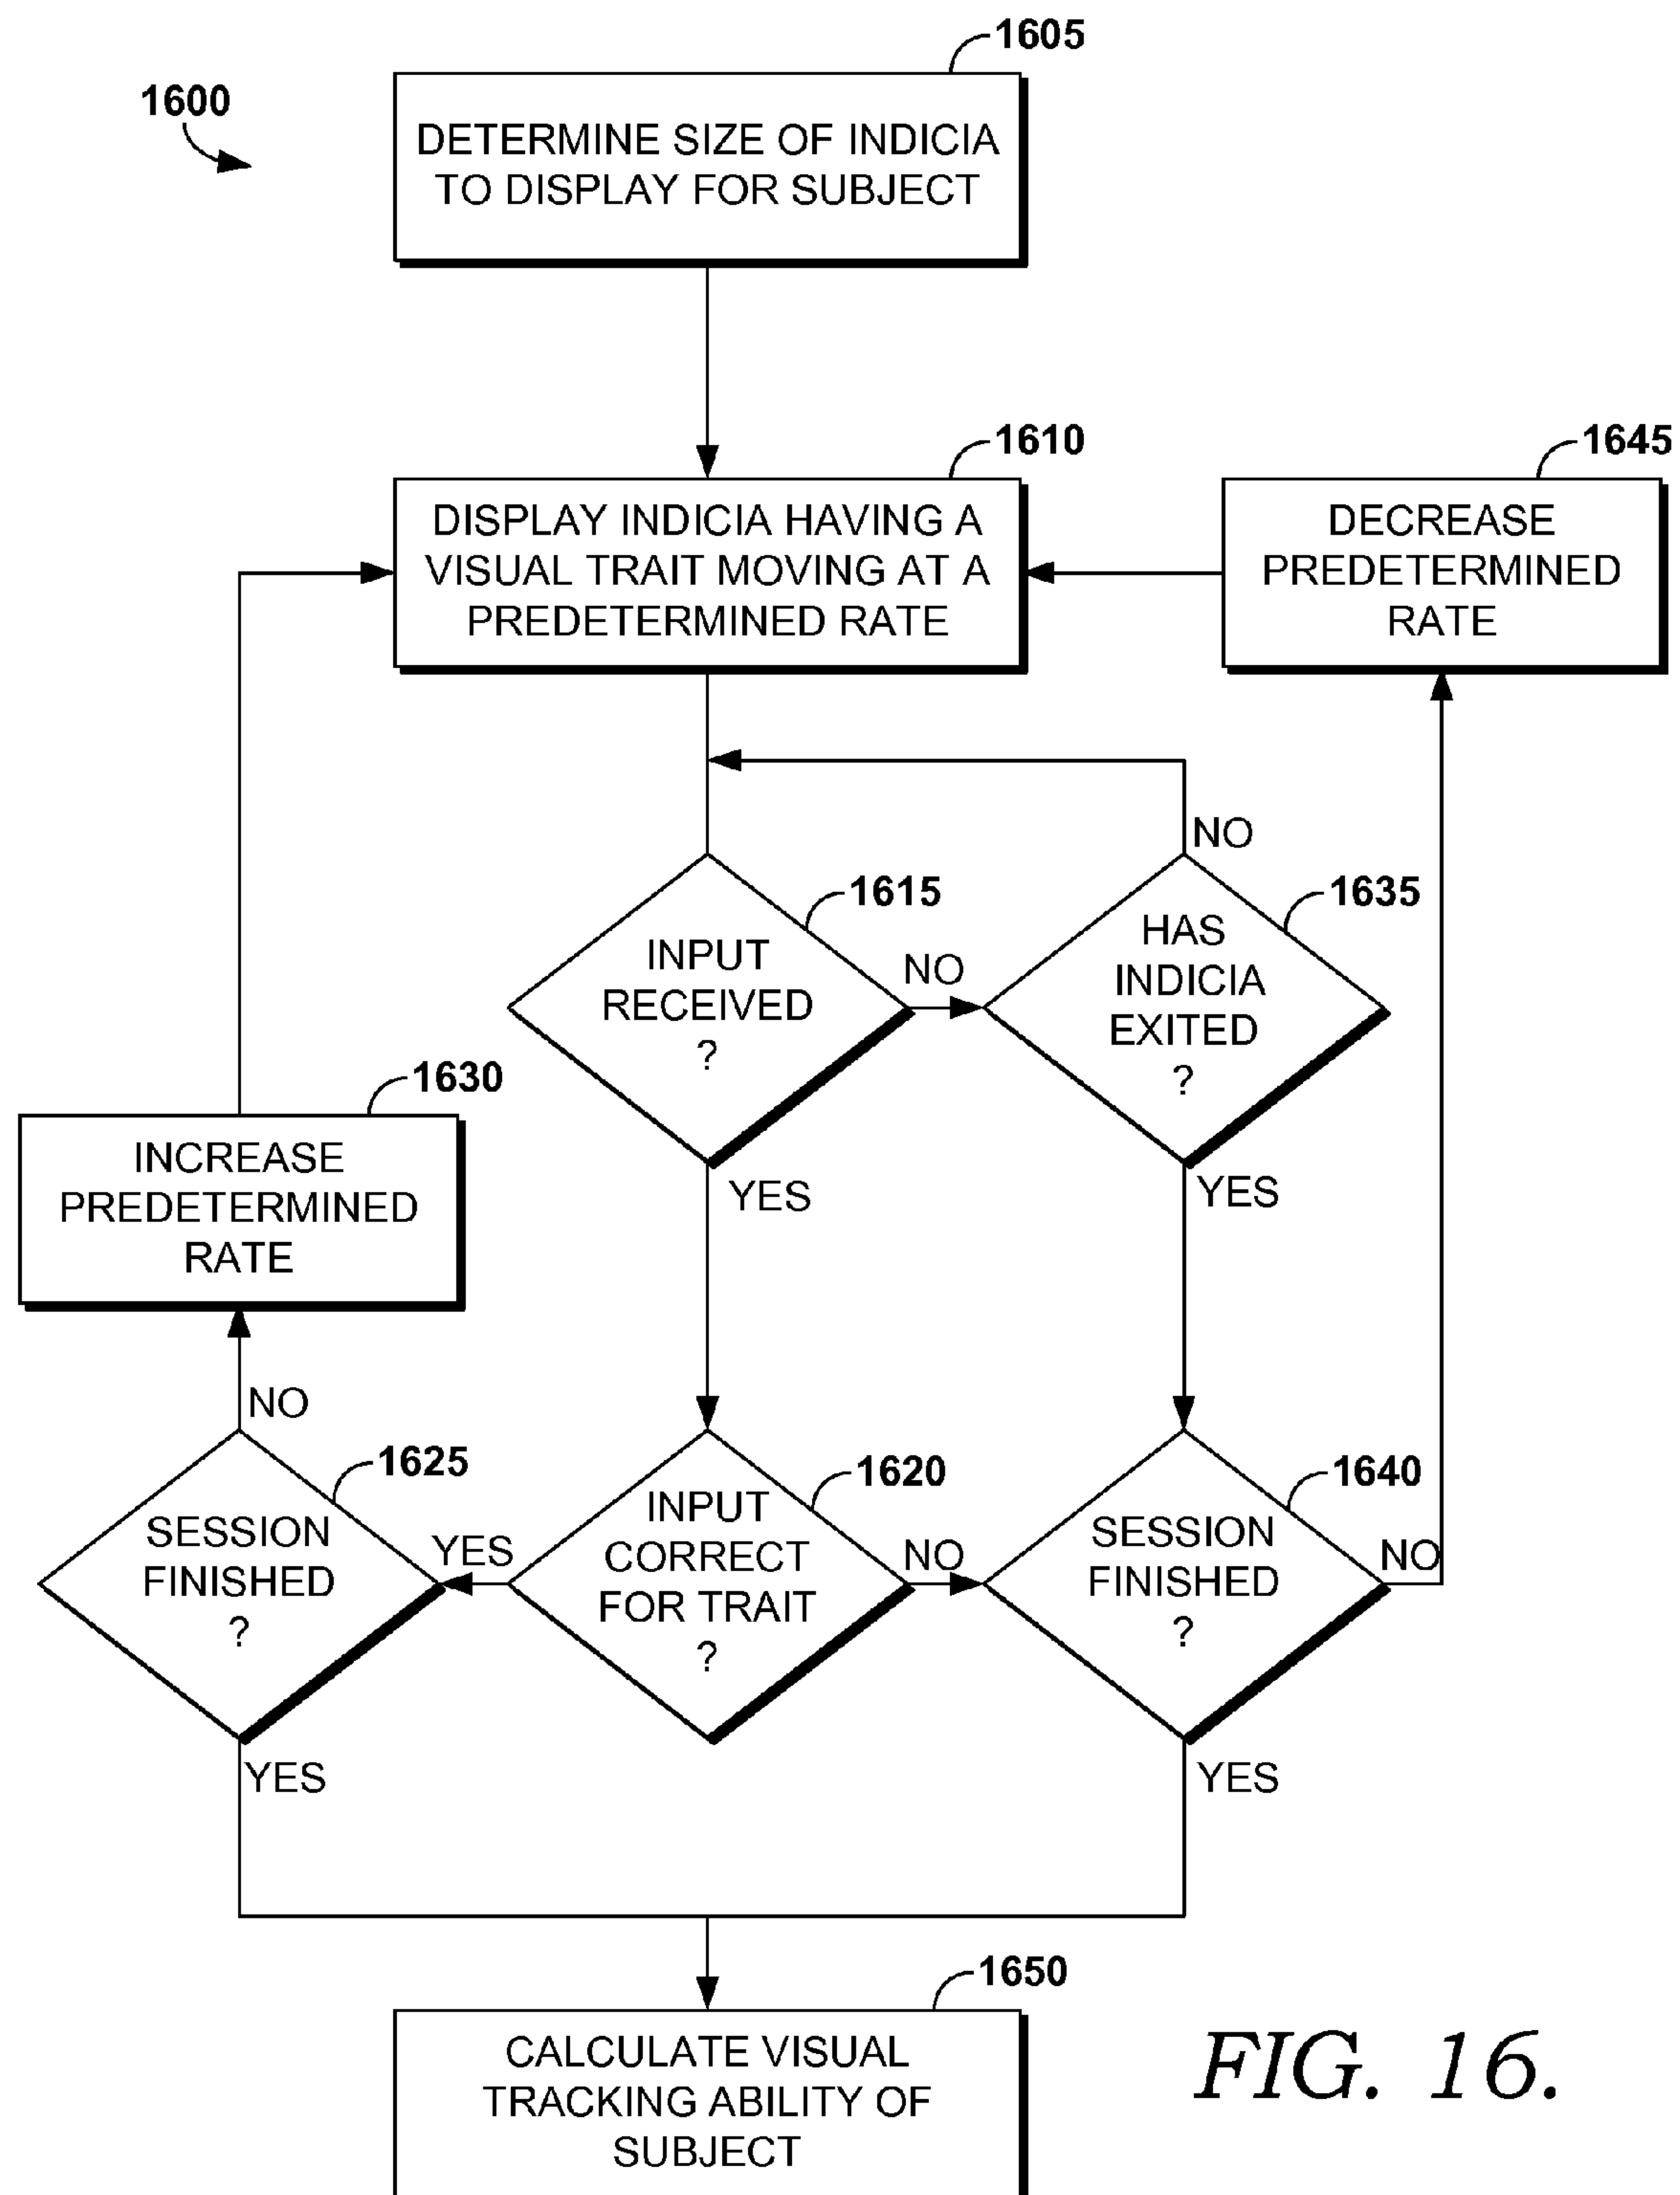 1605
1600
DETERMINE SIZE OF INDICIA
TO DISPLAY FOR SUBJECT
1610
1645
DISPLAY INDICIA HAVING A
VISUAL TRAIT MOVING AT A
PREDETERMINED RATE
DECREASE
PREDETERMINED
RATE
NO
1615
1635
INPUT
RECEIVED
?
NO
HAS
INDICIA
EXITED
?
1630
YES
YES
INCREASE
PREDETERMINED
RATE
NO
1625
1620
1640
SESSION
FINISHED
?
YES
INPUT
CORRECT
FOR TRAIT
?
NO
SESSION
FINISHED
?
NO
YES
YES
1650
CALCULATE VISUAL
TRACKING ABILITY OF
SUBJECT
FIG. 16.